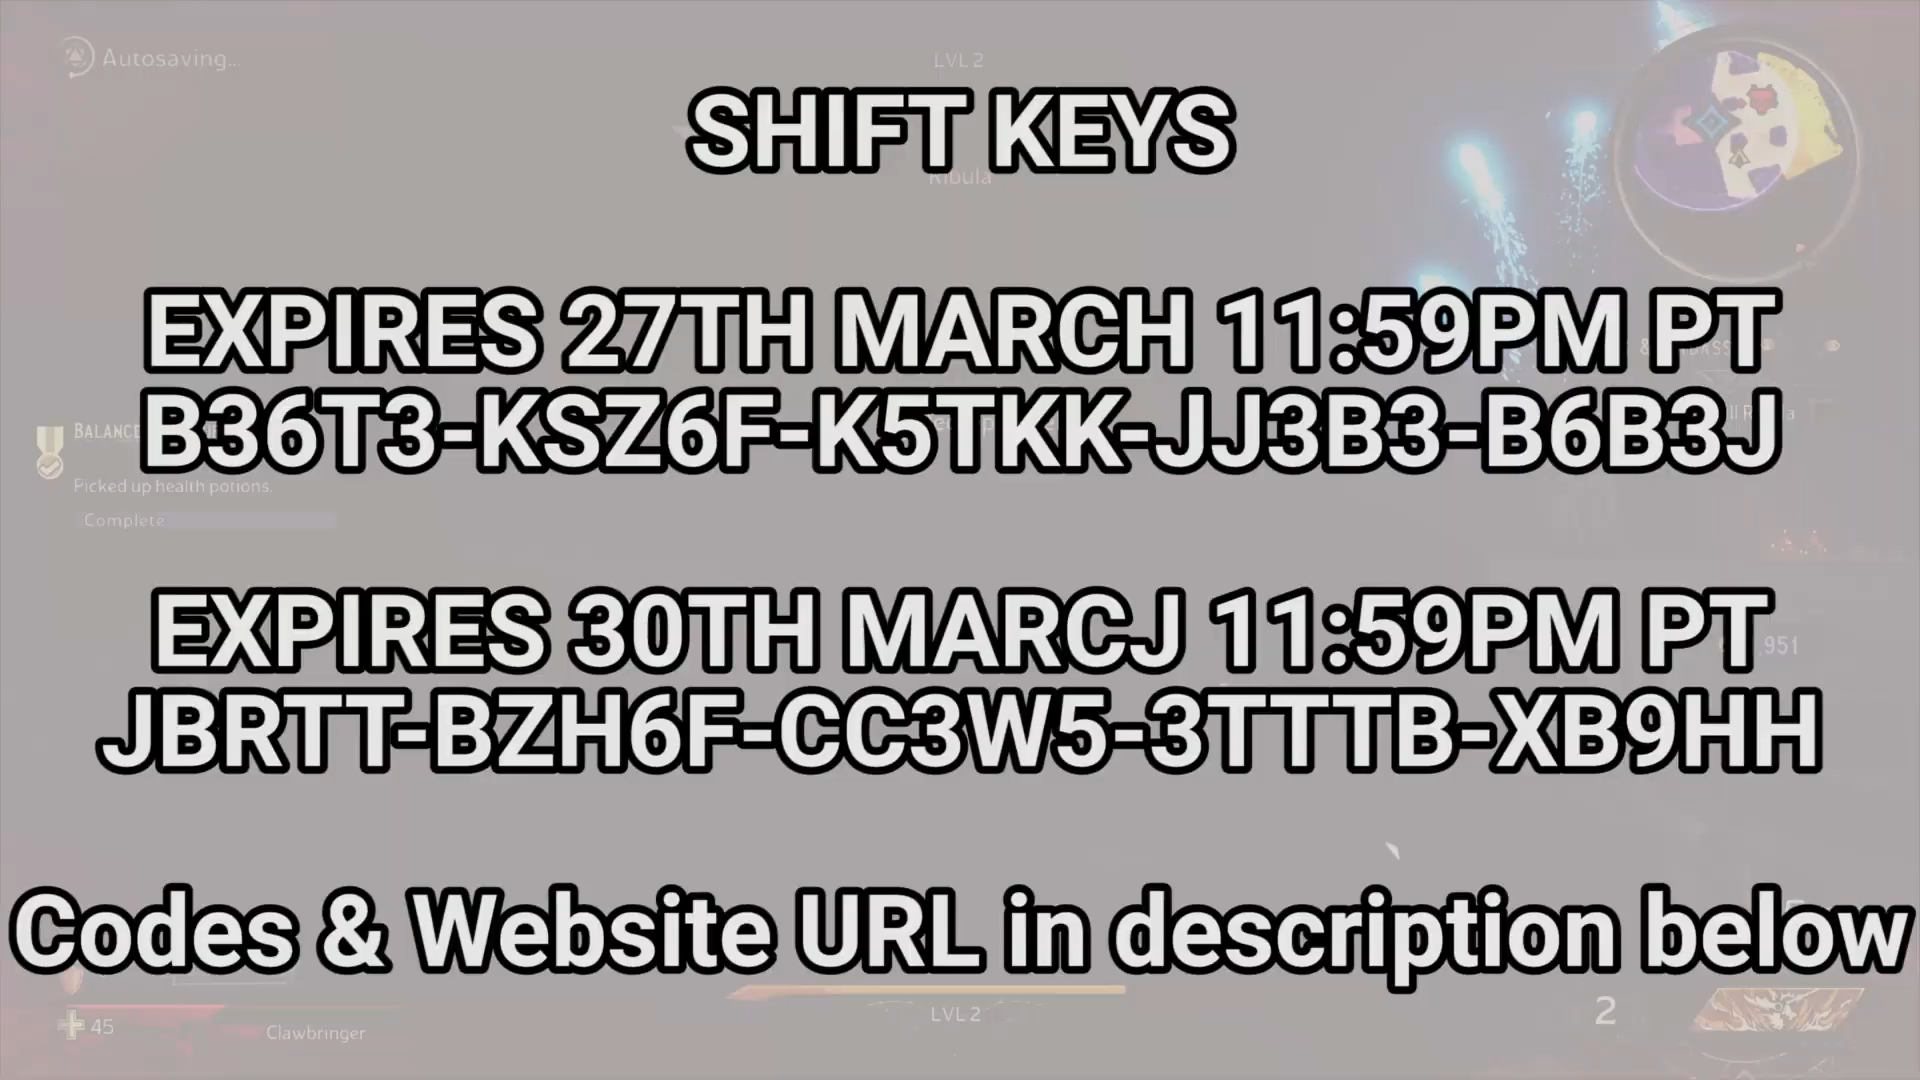 Autosaving...
LVL 2
SHIFT KEYS
Ribula
EXPIRES 27TH MARCH 11:59PM PT
B36T3-KSZ6F-K5TKK-JJ3B3-B6B3J
Picked up health potions.
Complete
EXPIRES 30TH MARCJ 11:59PM PT
JBRTT-BZH6F-CC3W5-3TTTB-XB9HH
Codes & Website URL in description below
45
Clawbringer
LVL 2
2